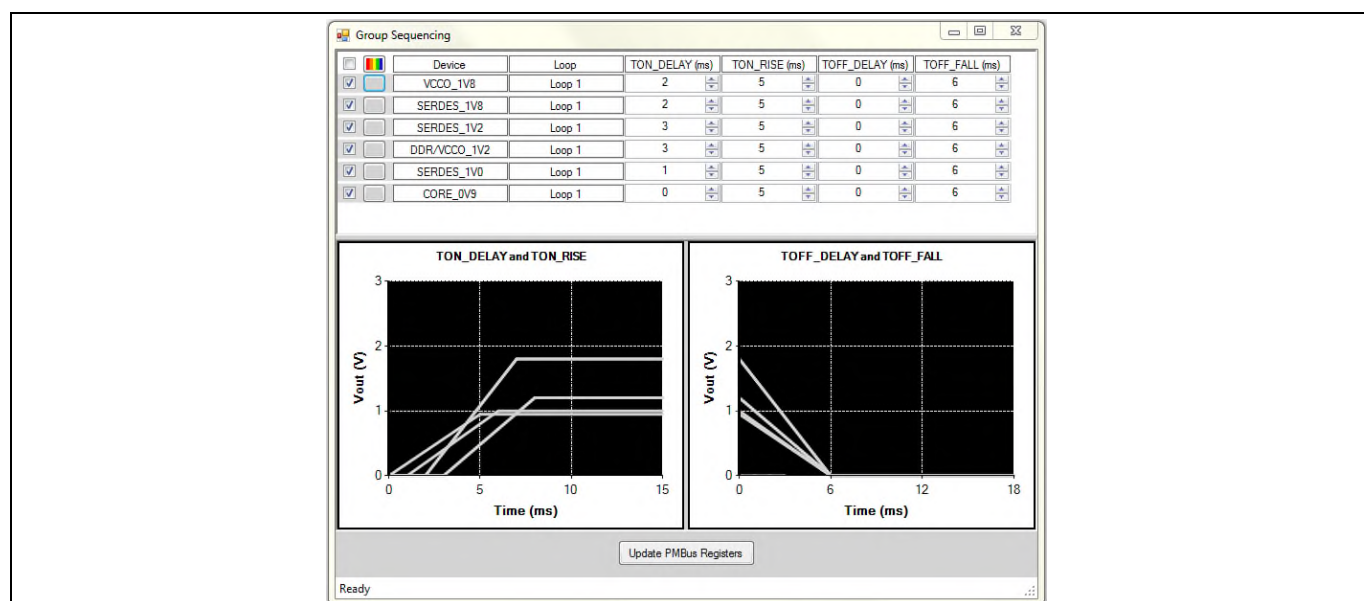 Group Sequencing
Device Loop TON_DELAY (ms) TON_RISE (ms) TOFF_DELAY (ms) TOFF_FALL (ms)
VCCO_1V8 Loop 1 2 5 0 6
SERDES_1V8 Loop 1 2 5 0 6
SERDES_1V2 Loop 1 3 5 0 6
DDR/VCCO_1V2 Loop 1 3 5 0 6
SERDES_1V0 Loop 1 1 5 0 6
CORE_0V9 Loop 1 0 5 0 6
TON_DELAY and TON_RISE
3
2
1
0
Vout (V)
0 5 10 15
Time (ms)
TOFF_DELAY and TOFF_FALL
3
2
1
0
Vout (V)
0 6 12 18
Time (ms)
Update PMBus Registers
Ready